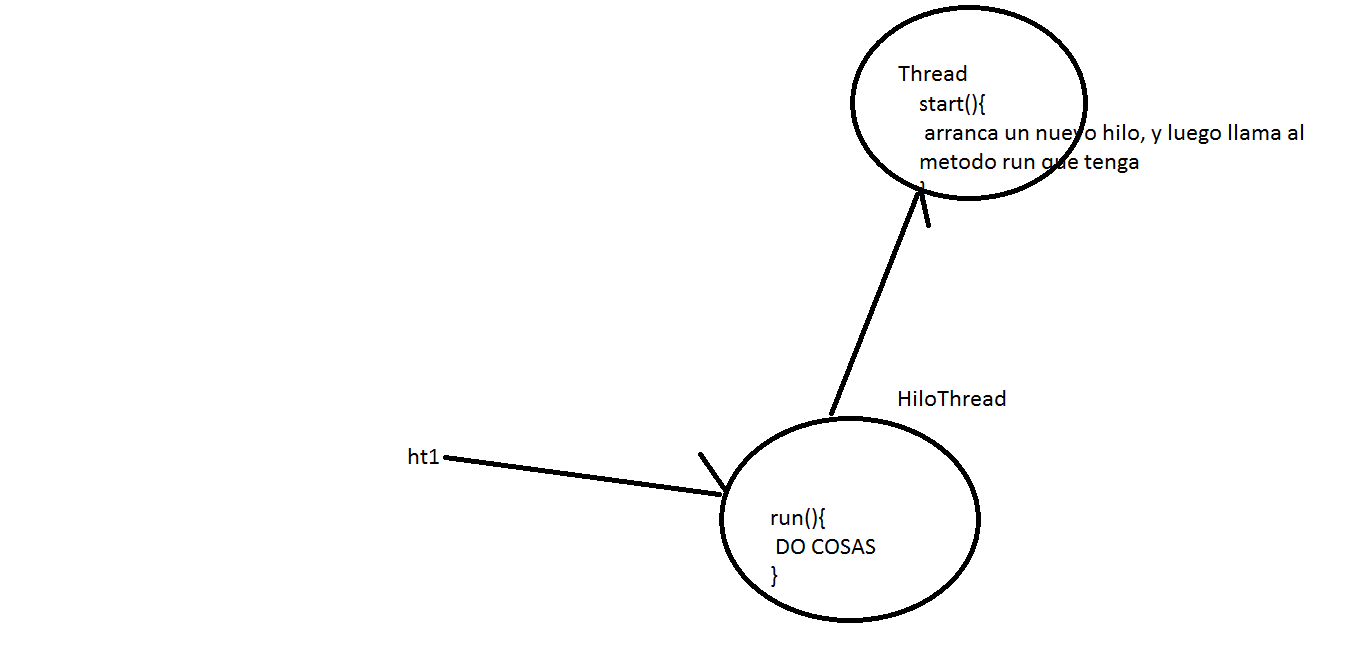 Thread
start(){
arranca un nuevo hilo, y luego llama al
metodo run que tenga
}
HiloThread
ht1
run(){
DO COSAS
}